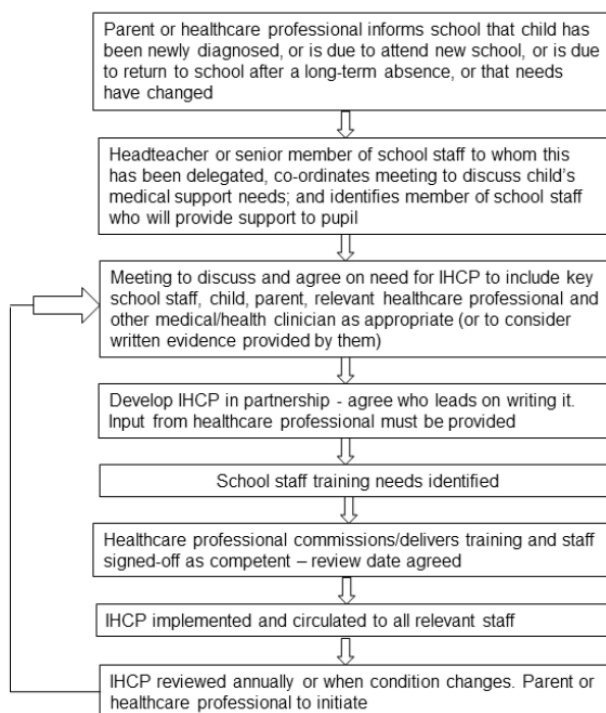 Parent or healthcare professional informs school that child has
been newly diagnosed, or is due to attend new school, or is due
to return to school after a long-term absence, or that needs
have changed
Headteacher or senior member of school staff to whom this
has been delegated, co-ordinates meeting to discuss child's
medical support needs; and identifies member of school staff
who will provide support to pupil
Meeting to discuss and agree on need for IHCP to include key
school staff, child, parent, relevant healthcare professional and
other medical/health clinician as appropriate (or to consider
written evidence provided by them)
Develop IHCP in partnership - agree who leads on writing it.
Input from healthcare professional must be provided
School staff training needs identified
Healthcare professional commissions/delivers training and staff
signed-off as competent – review date agreed
IHCP implemented and circulated to all relevant staff
IHCP reviewed annually or when condition changes. Parent or
healthcare professional to initiate